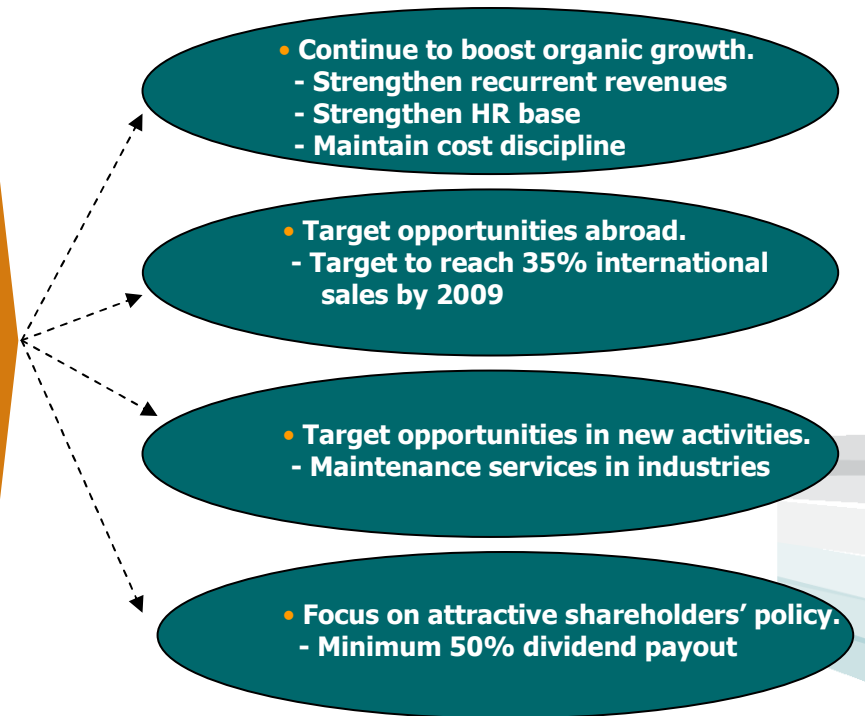 • Continue to boost organic growth.
- Strengthen recurrent revenues
- Strengthen HR base
- Maintain cost discipline
• Target opportunities abroad.
- Target to reach 35% international
sales by 2009
• Target opportunities in new activities.
- Maintenance services in industries
• Focus on attractive shareholders’ policy.
- Minimum 50% dividend payout